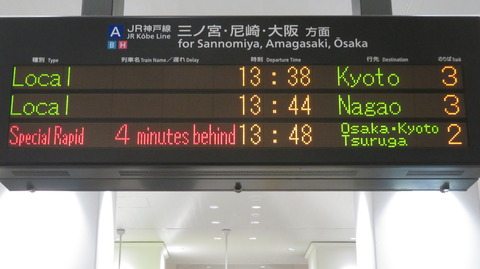 A JR神戸線 三ノ宮・尼崎・大阪 方面
B H JR Kōbe Line for Sannomiya, Amagasaki, Ōsaka
種別 Type 列車名 Train Name / 遅れ Delay 時刻 Departure Time 行先 Destination のりば Track
Local 13:38 Kyoto 3
Local 13:44 Nagao 3
Special Rapid 4 minutes behind 13:48 Osaka・Kyoto Tsuruga 2